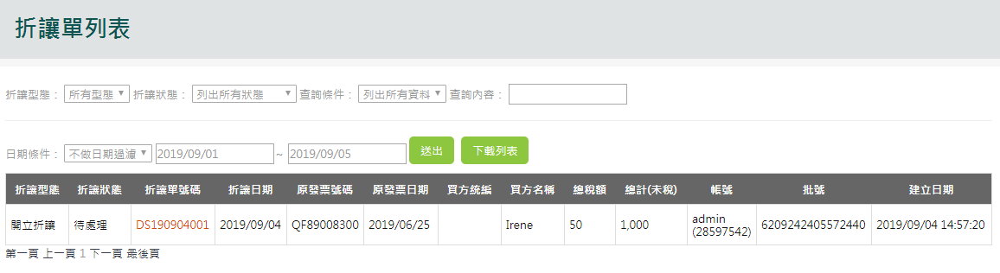 折讓單列表
折讓型態： 所有型態 折讓狀態： 列出所有狀態 查詢條件： 列出所有資料 查詢內容：
日期條件： 不做日期過濾 2019/09/01 ~ 2019/09/05 送出 下載列表
折讓型態 折讓狀態 折讓單號碼 折讓日期 原發票號碼 原發票日期 買方統編 買方名稱 總稅額 總計(未稅) 帳號 批號 建立日期
開立折讓 待處理 DS190904001 2019/09/04 QF89008300 2019/06/25 Irene 50 1,000 admin (28597542) 6209242405572440 2019/09/04 14:57:20
第一頁 上一頁 1 下一頁 最後頁